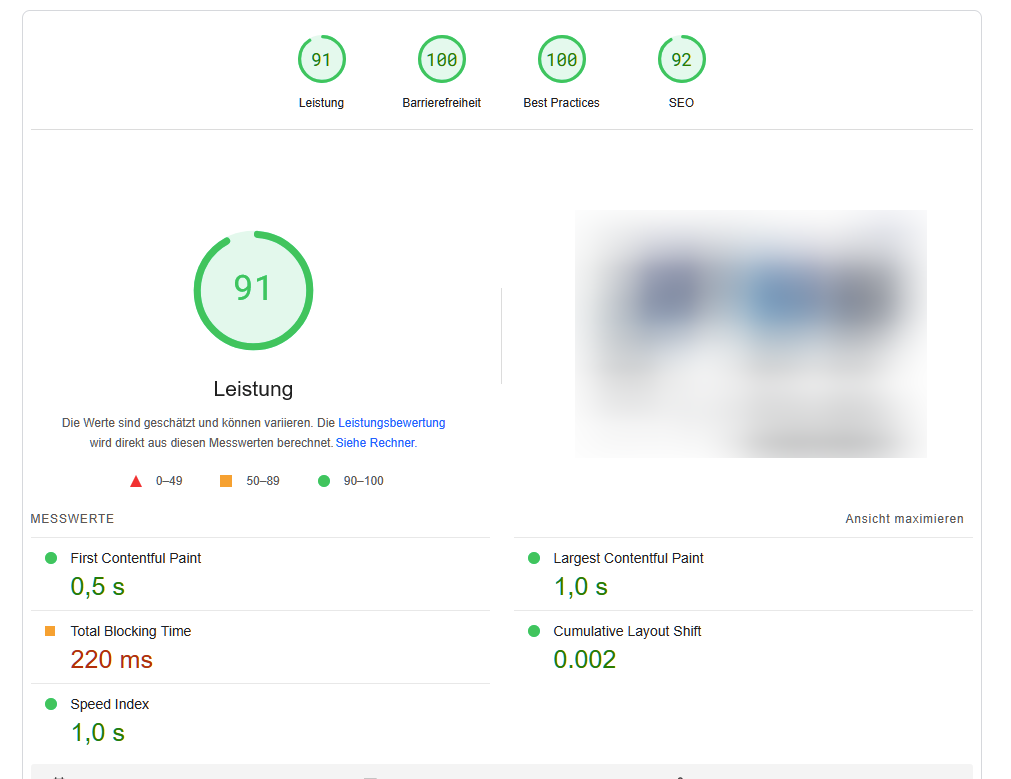 91
100
100
92
Leistung
Barrierefreiheit
Best Practices
SEO
91
Leistung
Die Werte sind geschätzt und können variieren. Die Leistungsbewertung
wird direkt aus diesen Messwerten berechnet. Siehe Rechner.
0–49
50–89
90–100
MESSWERTE
Ansicht maximieren
First Contentful Paint
0,5 s
Largest Contentful Paint
1,0 s
Total Blocking Time
220 ms
Cumulative Layout Shift
0.002
Speed Index
1,0 s